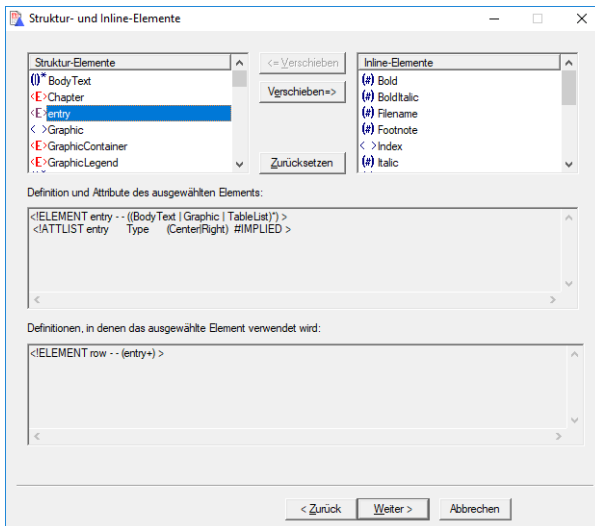 Struktur- und Inline-Elemente
Struktur-Elemente
(I)* BodyText
<E> Chapter
<E> entry
< > Graphic
<E> GraphicContainer
<E> GraphicLegend
<= Verschieben
Verschieben=>
Zurücksetzen
Inline-Elemente
(#) Bold
(#) BoldItalic
(#) Filename
(#) Footnote
< > Index
(#) Italic
Definition und Attribute des ausgewählten Elements:
<!ELEMENT entry - - ((BodyText | Graphic | TableList)*) >
<!ATTLIST entry Type (Center|Right) #IMPLIED >
Definitionen, in denen das ausgewählte Element verwendet wird:
<!ELEMENT row - - (entry+) >
< Zurück Weiter > Abbrechen